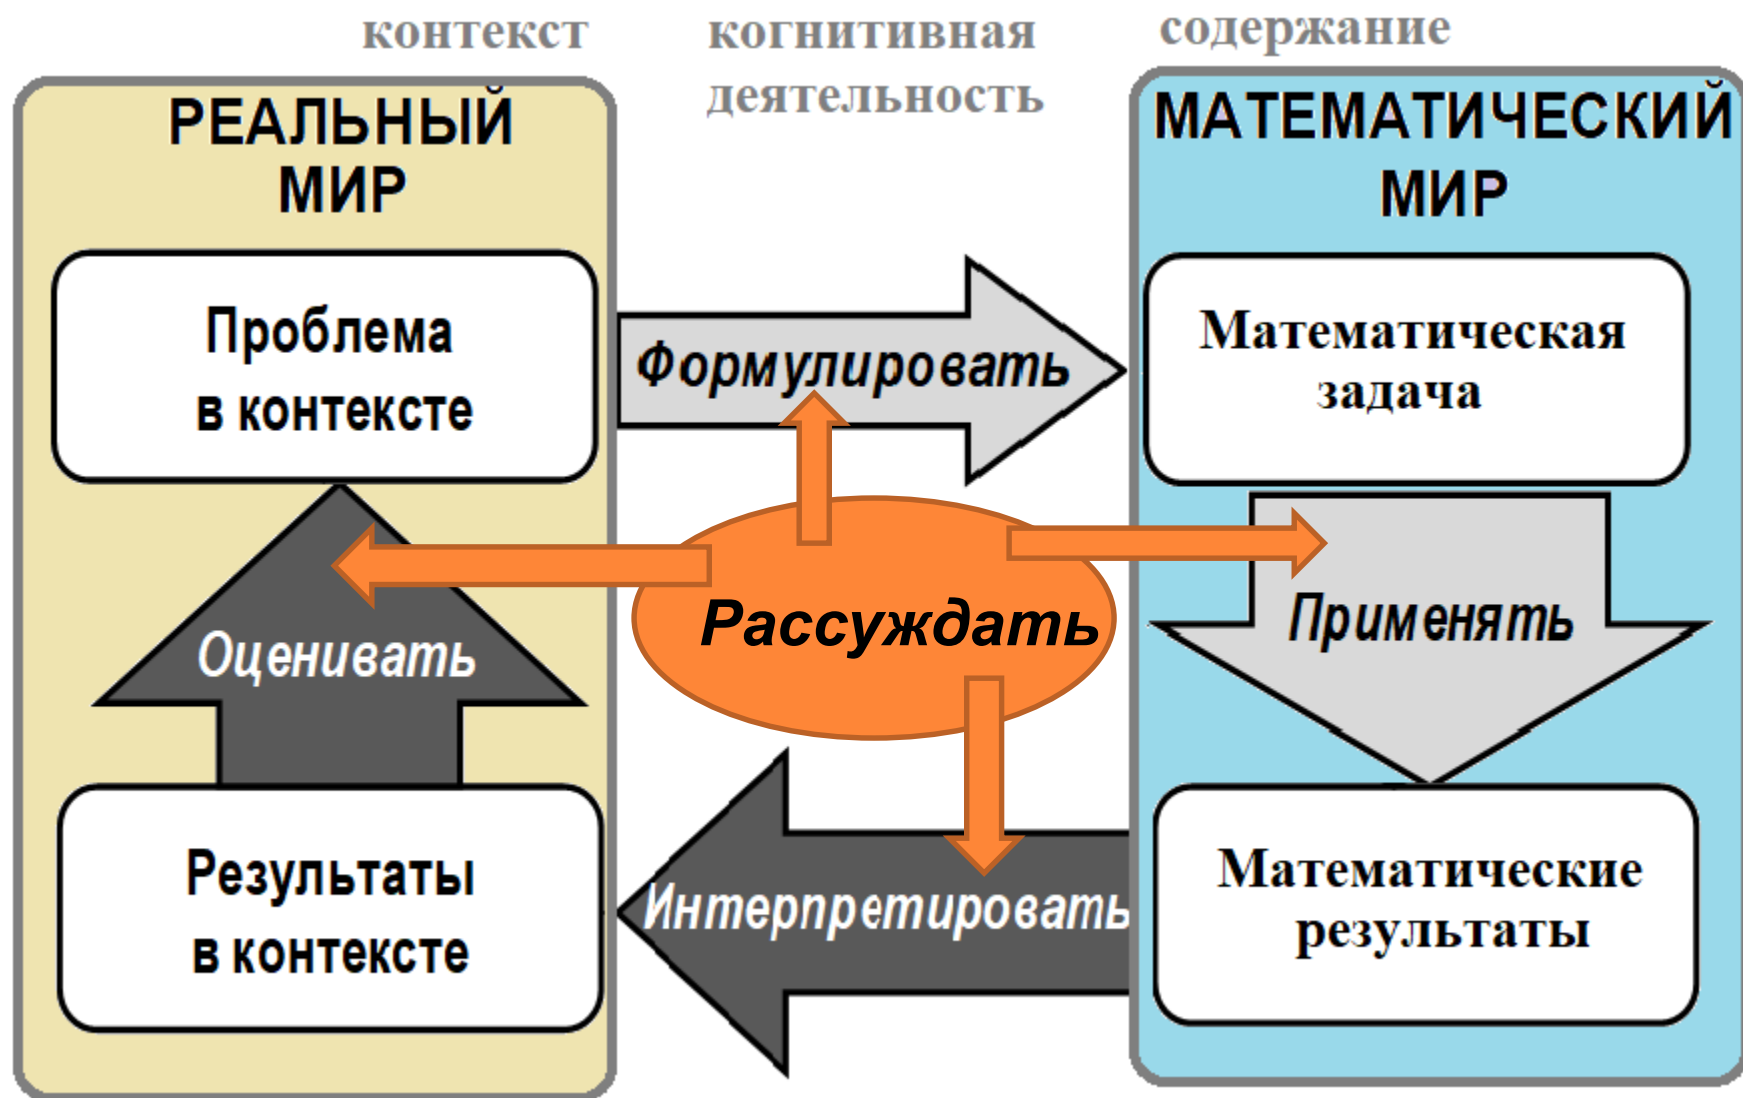 контекст
когнитивная
деятельность
содержание
РЕАЛЬНЫЙ
МИР
МАТЕМАТИЧЕСКИЙ
МИР
Проблема
в контексте
Формулировать
Математическая
задача
Оценивать
Рассуждать
Применять
Результаты
в контексте
Интерпретировать
Математические
результаты